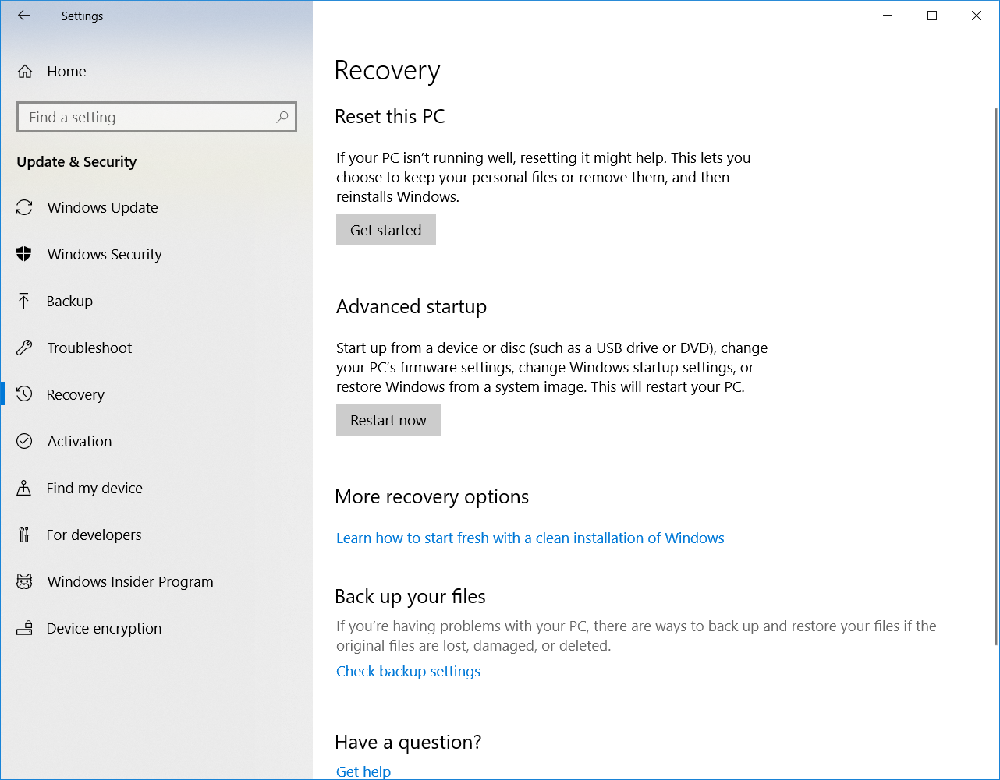 Settings
Home
Find a setting
Update & Security
Windows Update
Windows Security
Backup
Troubleshoot
Recovery
Activation
Find my device
For developers
Windows Insider Program
Device encryption
Recovery
Reset this PC
If your PC isn’t running well, resetting it might help. This lets you
choose to keep your personal files or remove them, and then
reinstalls Windows.
Get started
Advanced startup
Start up from a device or disc (such as a USB drive or DVD), change
your PC’s firmware settings, change Windows startup settings, or
restore Windows from a system image. This will restart your PC.
Restart now
More recovery options
Learn how to start fresh with a clean installation of Windows
Back up your files
If you’re having problems with your PC, there are ways to back up and restore your files if the
original files are lost, damaged, or deleted.
Check backup settings
Have a question?
Get help